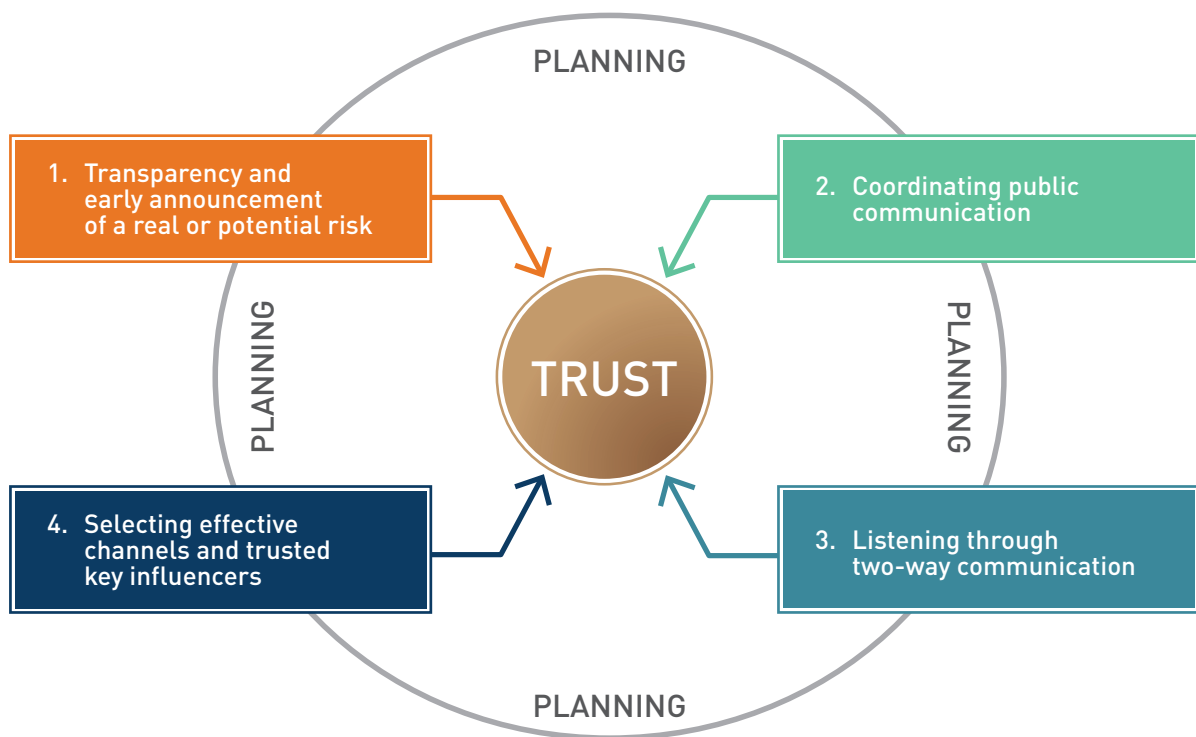 PLANNING
1. Transparency and
early announcement
of a real or potential risk
2. Coordinating public
communication
PLANNING
TRUST
PLANNING
4. Selecting effective
channels and trusted
key influencers
3. Listening through
two-way communication
PLANNING